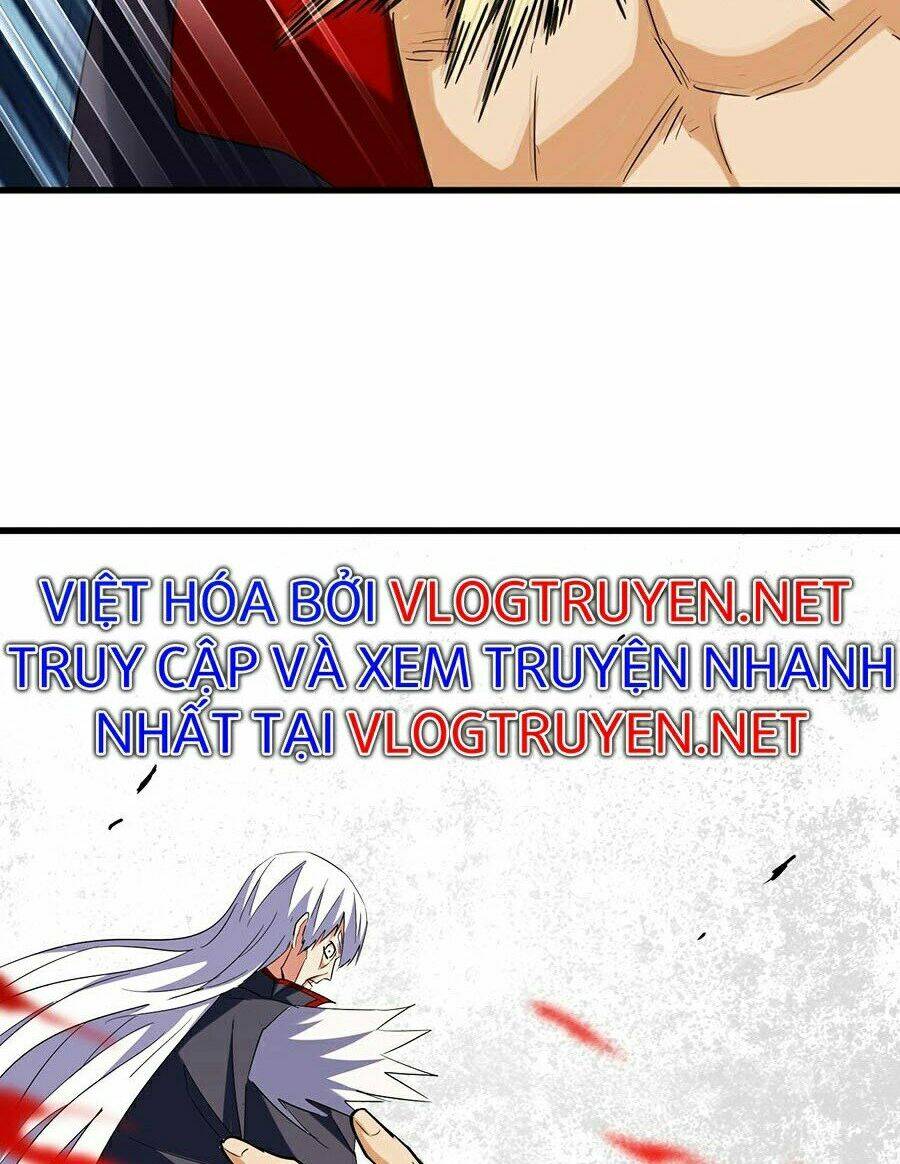 VIỆT HÓA BỞI VLOGTRUYEN.NET
TRUY CẬP VÀ XEM TRUYỆN NHANH
NHẤT TẠI VLOGTRUYEN.NET